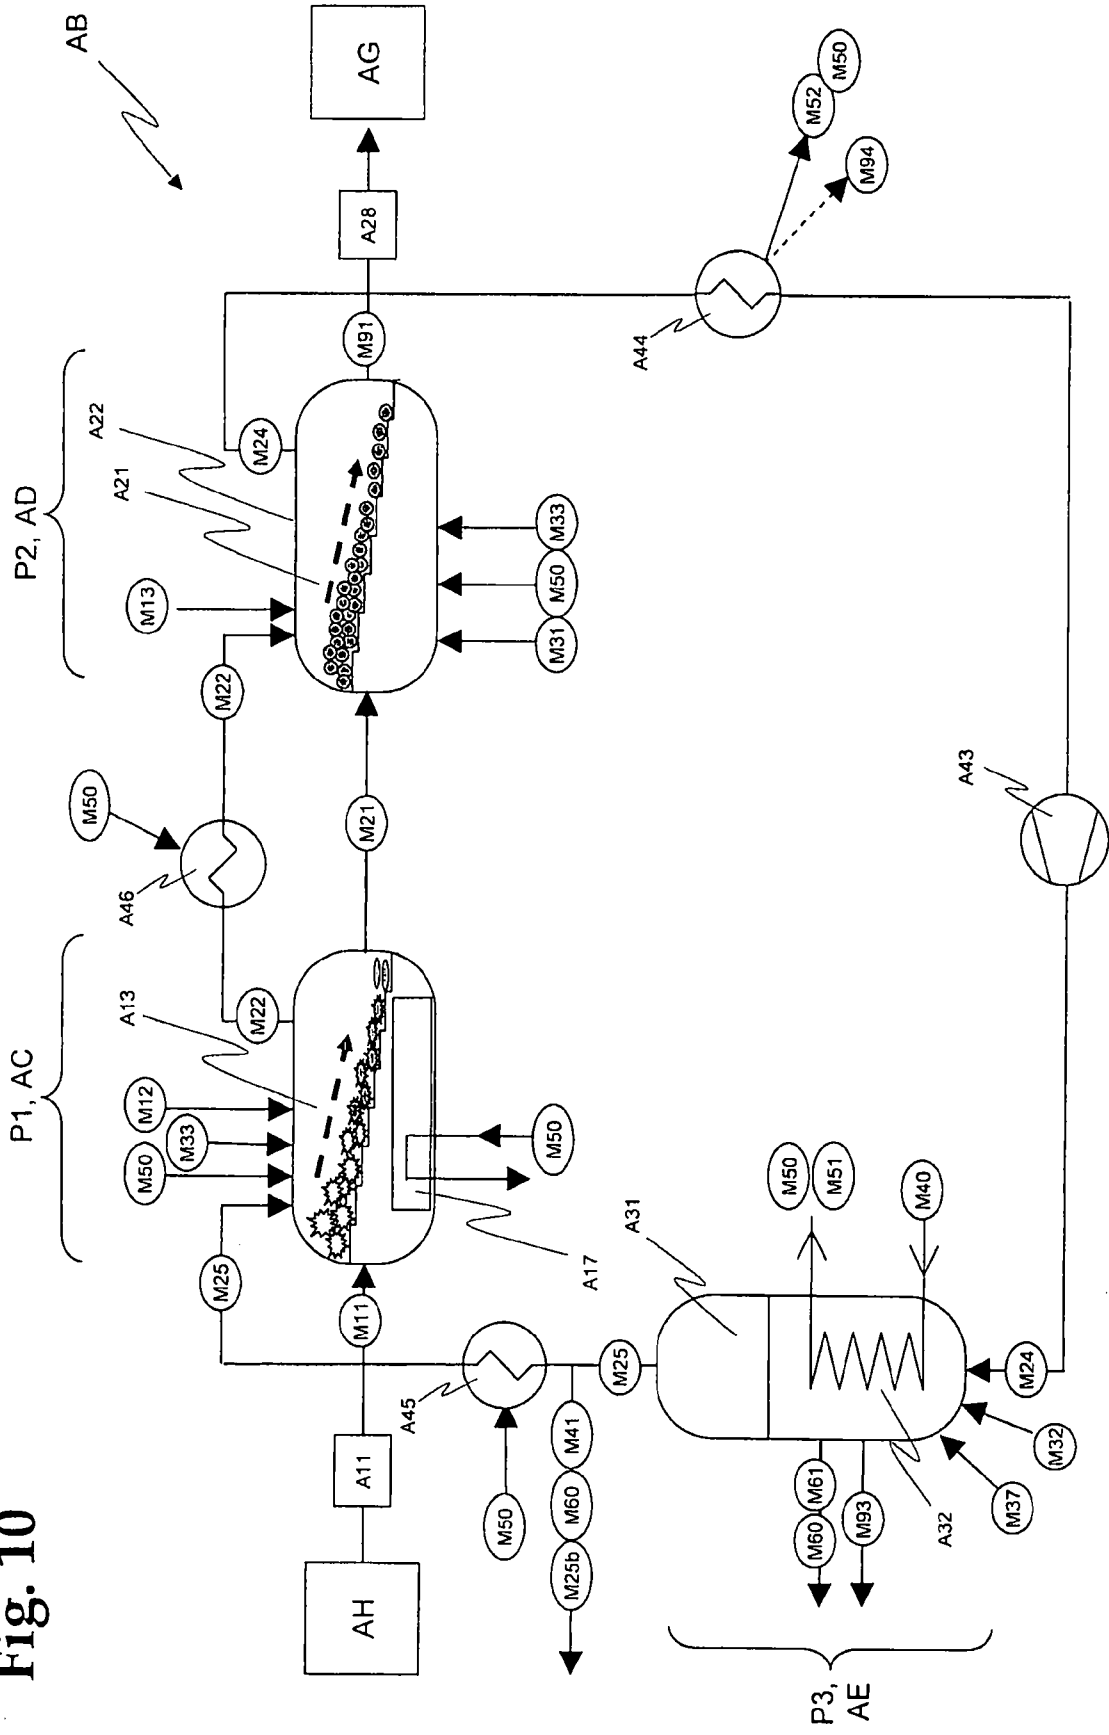 Fig. 10
AB
P1, AC
P2, AD
M50
A46
M22
M22
M25
M50
M33
M12
A13
M13
A21
A22
M24
AH
A11
M11
M21
M91
A28
AG
A17
M50
M31
M50
M33
A45
M50
M41
M60
M25b
M25
A31
M50
M51
M40
A44
M52
M50
M94
M61
M60
M93
A32
M37
M32
M24
A43
P3,
AE